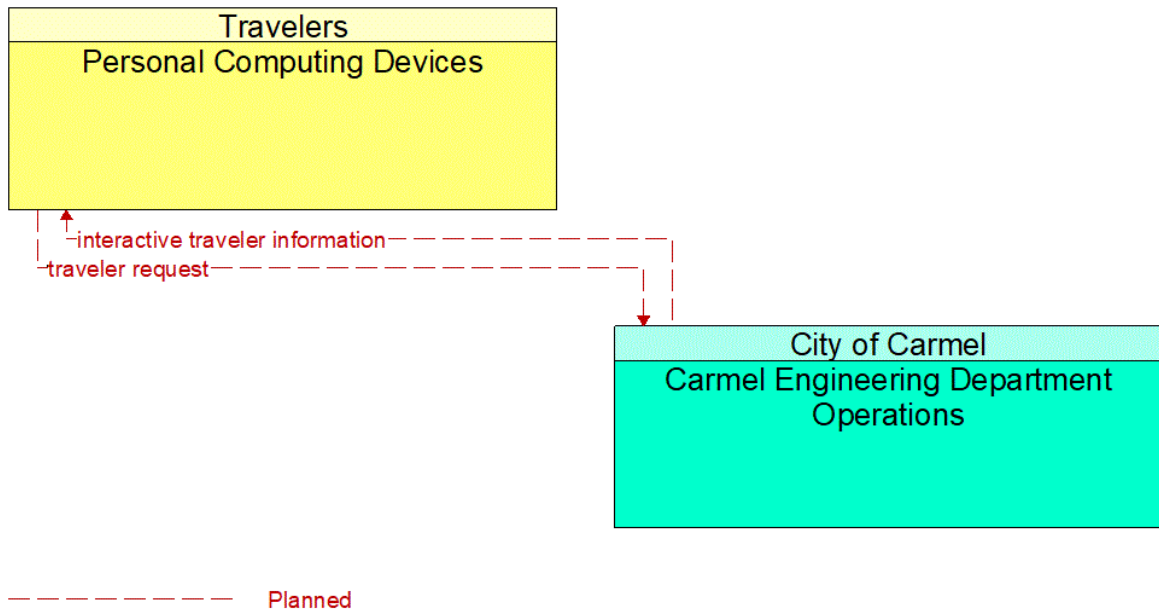 Travelers
Personal Computing Devices
interactive traveler information
traveler request
City of Carmel
Carmel Engineering Department
Operations
Planned